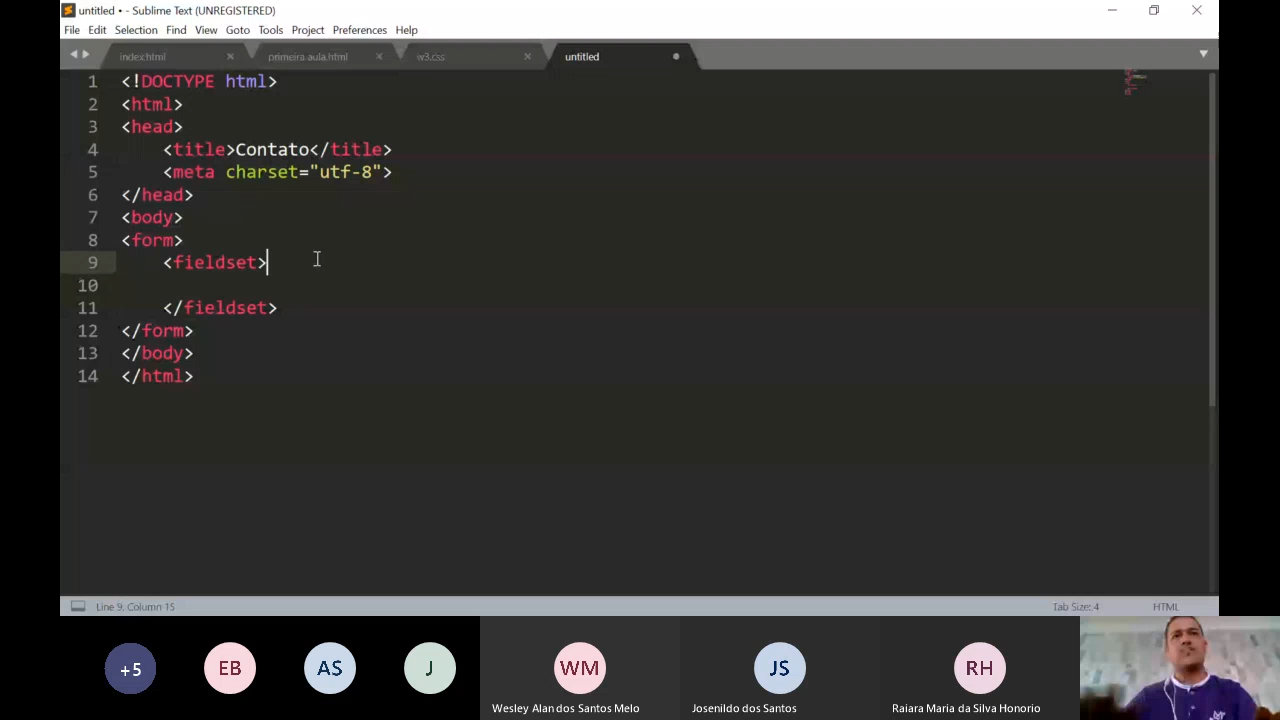 untitled • - Sublime Text (UNREGISTERED)
File Edit Selection Find View Goto Tools Project Preferences Help
index.html primeira aula.html w3.css untitled
1 <!DOCTYPE html>
2 <html>
3 <head>
4 <title>Contato</title>
5 <meta charset="utf-8">
6 </head>
7 <body>
8 <form>
9 <fieldset>
10
11 </fieldset>
12 </form>
13 </body>
14 </html>
Line 9, Column 15 Tab Size: 4 HTML
+5 EB AS J WM JS RH
Wesley Alan dos Santos Melo Josenildo dos Santos Raiara Maria da Silva Honorio